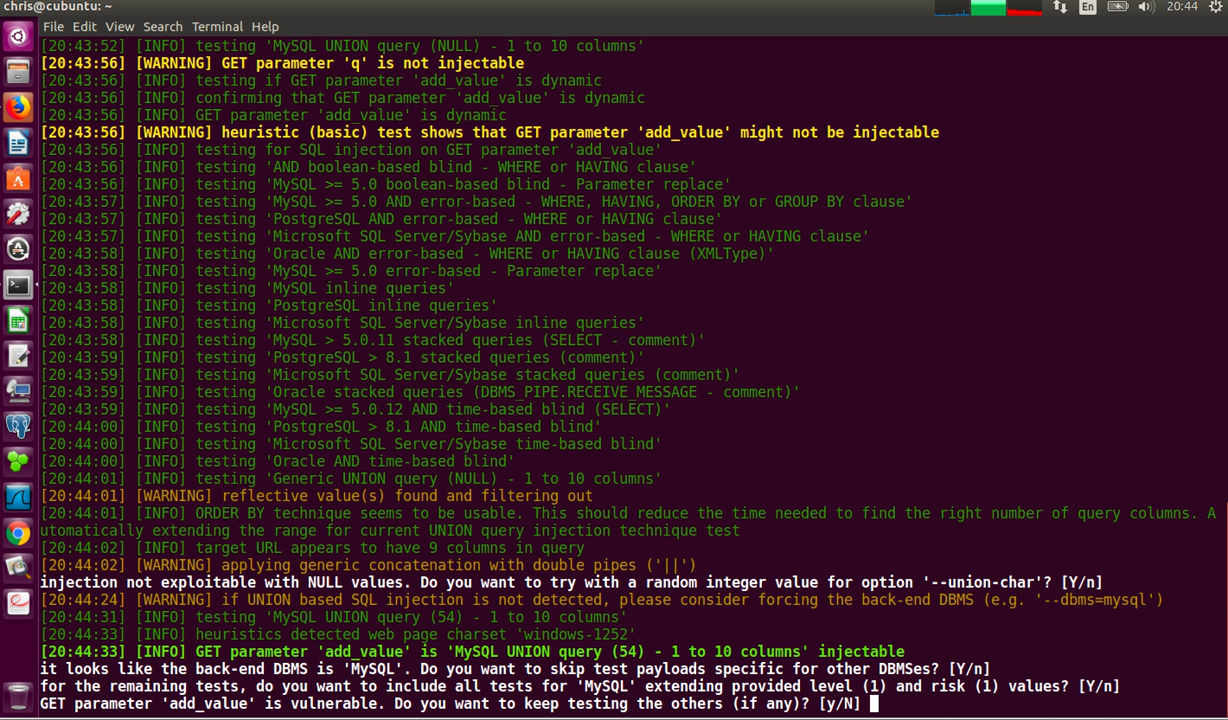 chris@cubuntu: ~
En
20:44
File Edit View Search Terminal Help
[20:43:52] [INFO] testing 'MySQL UNION query (NULL) - 1 to 10 columns'
[20:43:56] [WARNING] GET parameter 'q' is not injectable
[20:43:56] [INFO] testing if GET parameter 'add_value' is dynamic
[20:43:56] [INFO] confirming that GET parameter 'add_value' is dynamic
[20:43:56] [INFO] GET parameter 'add_value' is dynamic
[20:43:56] [WARNING] heuristic (basic) test shows that GET parameter 'add_value' might not be injectable
[20:43:56] [INFO] testing for SQL injection on GET parameter 'add_value'
[20:43:56] [INFO] testing 'AND boolean-based blind - WHERE or HAVING clause'
[20:43:56] [INFO] testing 'MySQL >= 5.0 boolean-based blind - Parameter replace'
[20:43:57] [INFO] testing 'MySQL >= 5.0 AND error-based - WHERE, HAVING, ORDER BY or GROUP BY clause'
[20:43:57] [INFO] testing 'PostgreSQL AND error-based - WHERE or HAVING clause'
[20:43:57] [INFO] testing 'Microsoft SQL Server/Sybase AND error-based - WHERE or HAVING clause'
[20:43:58] [INFO] testing 'Oracle AND error-based - WHERE or HAVING clause (XMLType)'
[20:43:58] [INFO] testing 'MySQL >= 5.0 error-based - Parameter replace'
[20:43:58] [INFO] testing 'MySQL inline queries'
[20:43:58] [INFO] testing 'PostgreSQL inline queries'
[20:43:58] [INFO] testing 'Microsoft SQL Server/Sybase inline queries'
[20:43:58] [INFO] testing 'MySQL > 5.0.11 stacked queries (SELECT - comment)'
[20:43:59] [INFO] testing 'PostgreSQL > 8.1 stacked queries (comment)'
[20:43:59] [INFO] testing 'Microsoft SQL Server/Sybase stacked queries (comment)'
[20:43:59] [INFO] testing 'Oracle stacked queries (DBMS_PIPE.RECEIVE_MESSAGE - comment)'
[20:43:59] [INFO] testing 'MySQL >= 5.0.12 AND time-based blind (SELECT)'
[20:44:00] [INFO] testing 'PostgreSQL > 8.1 AND time-based blind'
[20:44:00] [INFO] testing 'Microsoft SQL Server/Sybase time-based blind'
[20:44:00] [INFO] testing 'Oracle AND time-based blind'
[20:44:01] [INFO] testing 'Generic UNION query (NULL) - 1 to 10 columns'
[20:44:01] [WARNING] reflective value(s) found and filtering out
[20:44:01] [INFO] ORDER BY technique seems to be usable. This should reduce the time needed to find the right number of query columns. A
utomatically extending the range for current UNION query injection technique test
[20:44:02] [INFO] target URL appears to have 9 columns in query
[20:44:02] [WARNING] applying generic concatenation with double pipes ('||')
injection not exploitable with NULL values. Do you want to try with a random integer value for option '--union-char'? [Y/n]
[20:44:24] [WARNING] if UNION based SQL injection is not detected, please consider forcing the back-end DBMS (e.g. '--dbms=mysql')
[20:44:31] [INFO] testing 'MySQL UNION query (54) - 1 to 10 columns'
[20:44:33] [INFO] heuristics detected web page charset 'windows-1252'
[20:44:33] [INFO] GET parameter 'add_value' is 'MySQL UNION query (54) - 1 to 10 columns' injectable
it looks like the back-end DBMS is 'MySQL'. Do you want to skip test payloads specific for other DBMSes? [Y/n]
for the remaining tests, do you want to include all tests for 'MySQL' extending provided level (1) and risk (1) values? [Y/n]
GET parameter 'add_value' is vulnerable. Do you want to keep testing the others (if any)? [y/N]